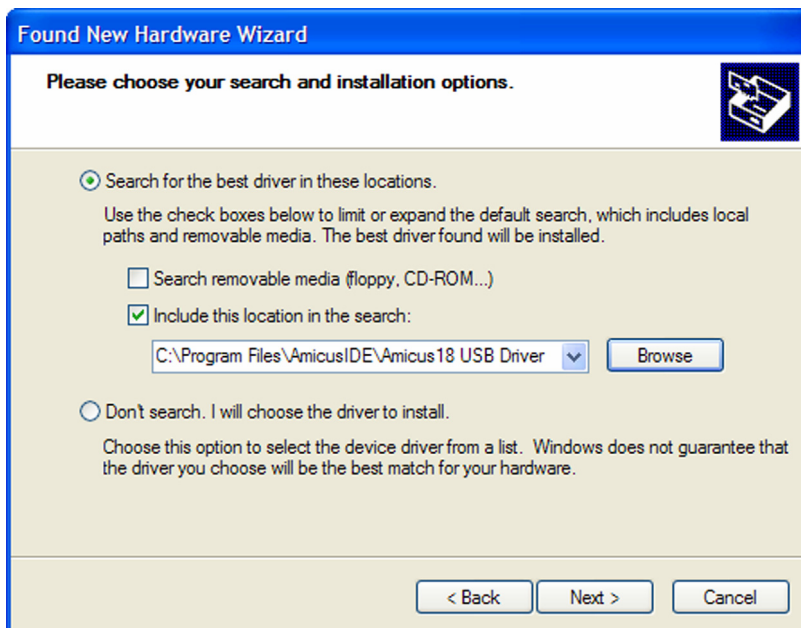 Found New Hardware Wizard
Please choose your search and installation options.
Search for the best driver in these locations.
Use the check boxes below to limit or expand the default search, which includes local
paths and removable media. The best driver found will be installed.
Search removable media (floppy, CD-ROM...)
Include this location in the search:
C:\Program Files\AmicusIDE\Amicus18 USB Driver
Browse
Don't search. I will choose the driver to install.
Choose this option to select the device driver from a list. Windows does not guarantee that
the driver you choose will be the best match for your hardware.
< Back Next > Cancel